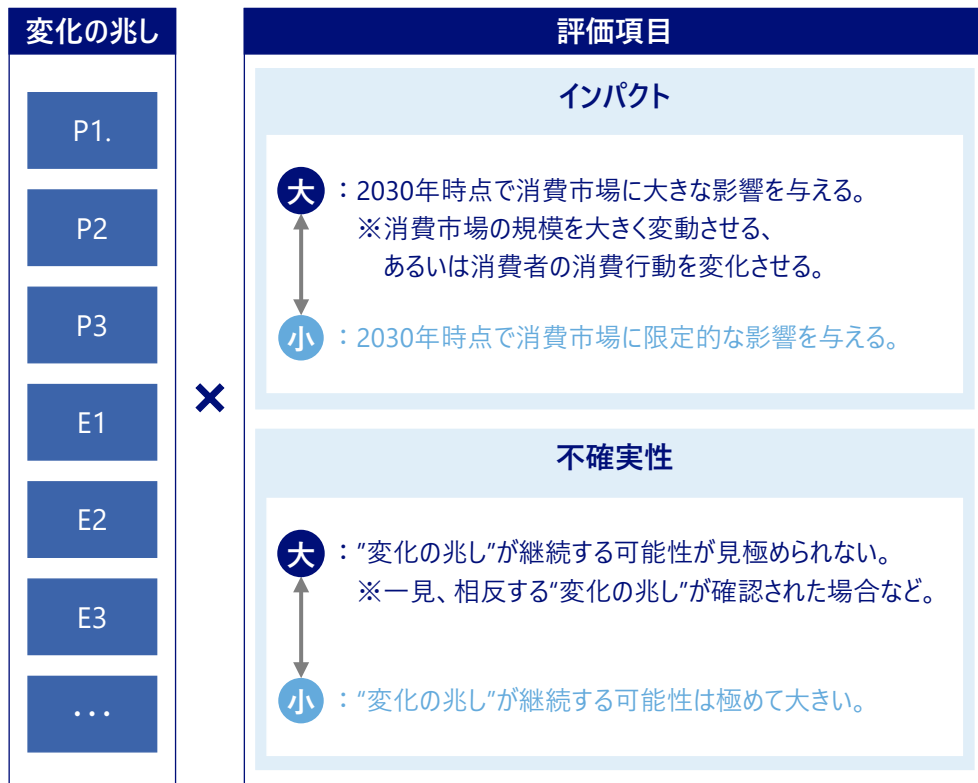 変化の兆し
P1.
P2
P3
E1
E2
E3
…
×
評価項目
インパクト
大：2030年時点で消費市場に大きな影響を与える。
※消費市場の規模を大きく変動させる、
あるいは消費者の消費行動を変化させる。
小：2030年時点で消費市場に限定的な影響を与える。
不確実性
大："変化の兆し"が継続する可能性が見極められない。
※一見、相反する“変化の兆し”が確認された場合など。
小：“変化の兆し”が継続する可能性は極めて大きい。